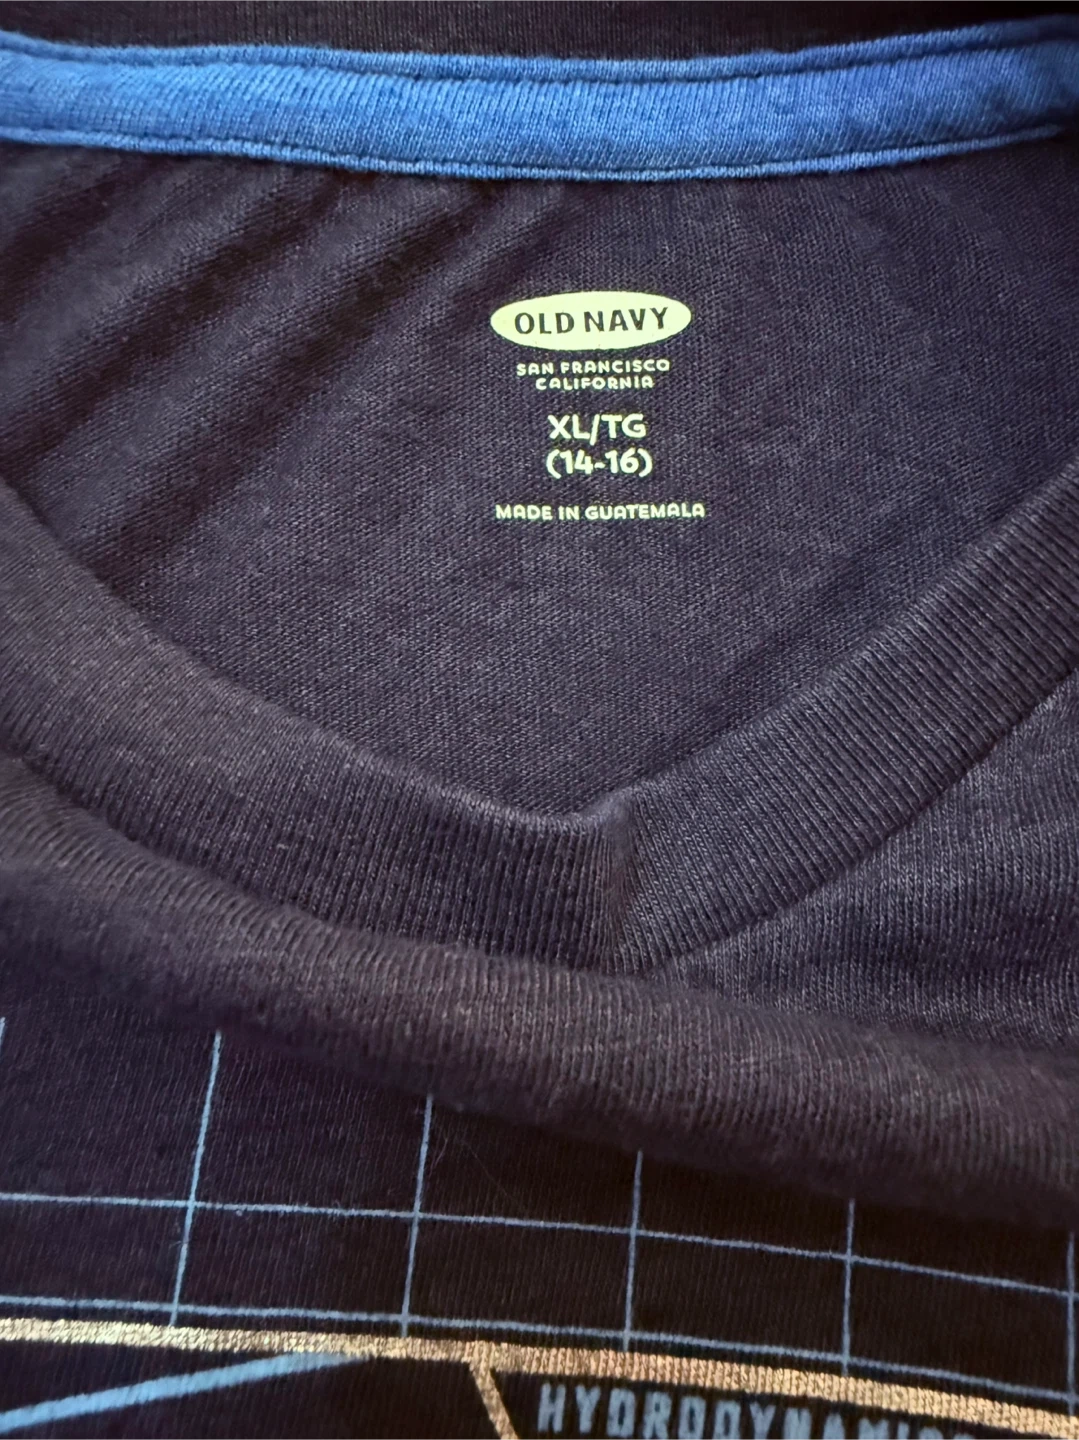 OLD NAVY
SAN FRANCISCO
CALIFORNIA
XL/TG
(14-16)
MADE IN GUATEMALA